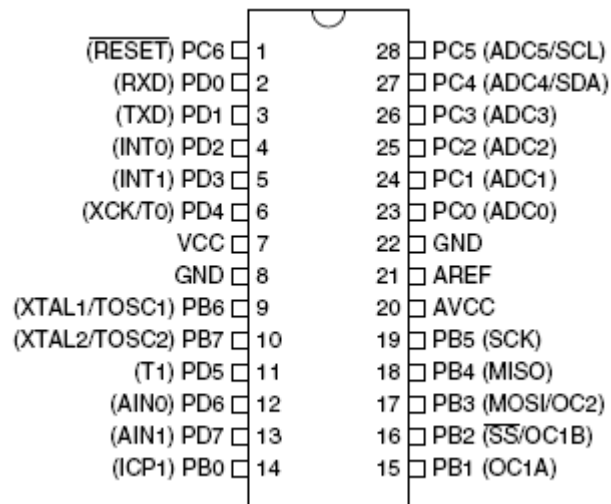 (RESET) PC6 1 28 PC5 (ADC5/SCL)
(RXD) PD0 2 27 PC4 (ADC4/SDA)
(TXD) PD1 3 26 PC3 (ADC3)
(INT0) PD2 4 25 PC2 (ADC2)
(INT1) PD3 5 24 PC1 (ADC1)
(XCK/T0) PD4 6 23 PC0 (ADC0)
VCC 7 22 GND
GND 8 21 AREF
(XTAL1/TOSC1) PB6 9 20 AVCC
(XTAL2/TOSC2) PB7 10 19 PB5 (SCK)
(T1) PD5 11 18 PB4 (MISO)
(AIN0) PD6 12 17 PB3 (MOSI/OC2)
(AIN1) PD7 13 16 PB2 (SS/OC1B)
(ICP1) PB0 14 15 PB1 (OC1A)